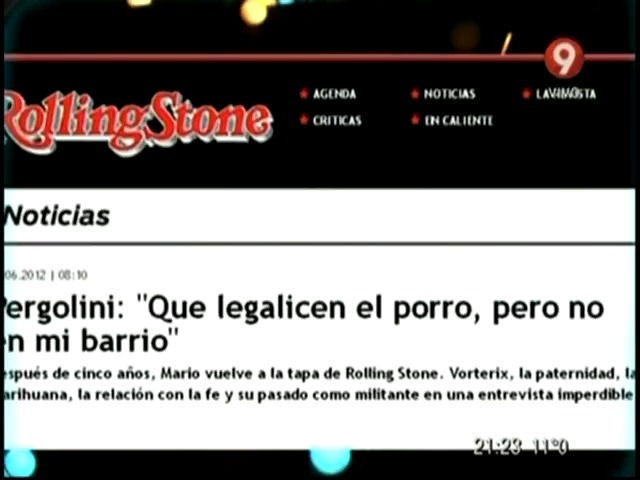 9
Rolling Stone
AGENDA
NOTICIAS
CRITICAS
EN CALIENTE
Noticias
06.2012 | 08:10
ergolini: "Que legalicen el porro, pero no
n mi barrio"
espués de cinco años, Mario vuelve a la tapa de Rolling Stone. Vorterix, la paternidad, la
arihuana, la relación con la fe y su pasado como militante en una entrevista imperdible
21:23 11°0